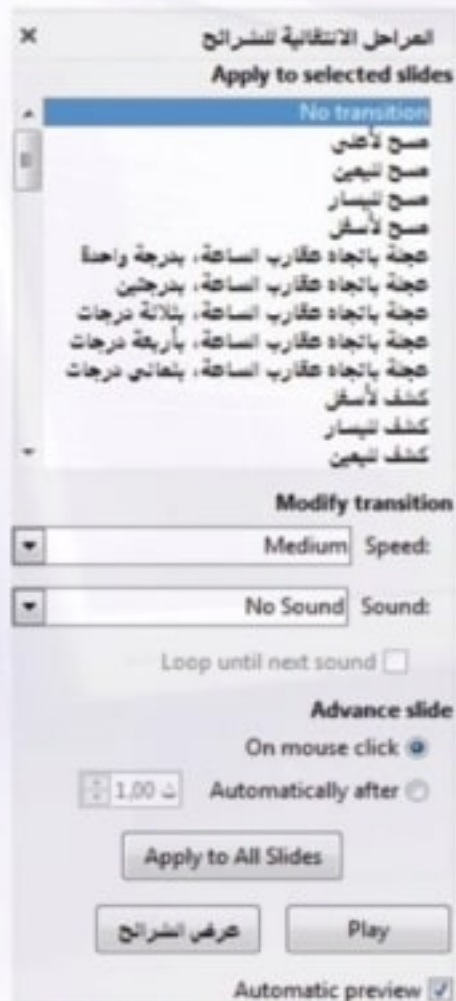 المراحل الانتقالية للشرائح
Apply to selected slides
No transition
مسح لأعلى
مسح لليمين
مسح لليسار
مسح لأسفل
عجلة باتجاه عقارب الساعة، بدرجة واحدة
عجلة باتجاه عقارب الساعة، بدرجتين
عجلة باتجاه عقارب الساعة، بثلاثة درجات
عجلة باتجاه عقارب الساعة، بأربعة درجات
عجلة باتجاه عقارب الساعة، بثماني درجات
كشف لأسفل
كشف لليسار
كشف لليمين
Modify transition
Speed: Medium
Sound: No Sound
Loop until next sound
Advance slide
On mouse click
Automatically after 1,00 ث
Apply to All Slides
Play عرض الشرائح
Automatic preview